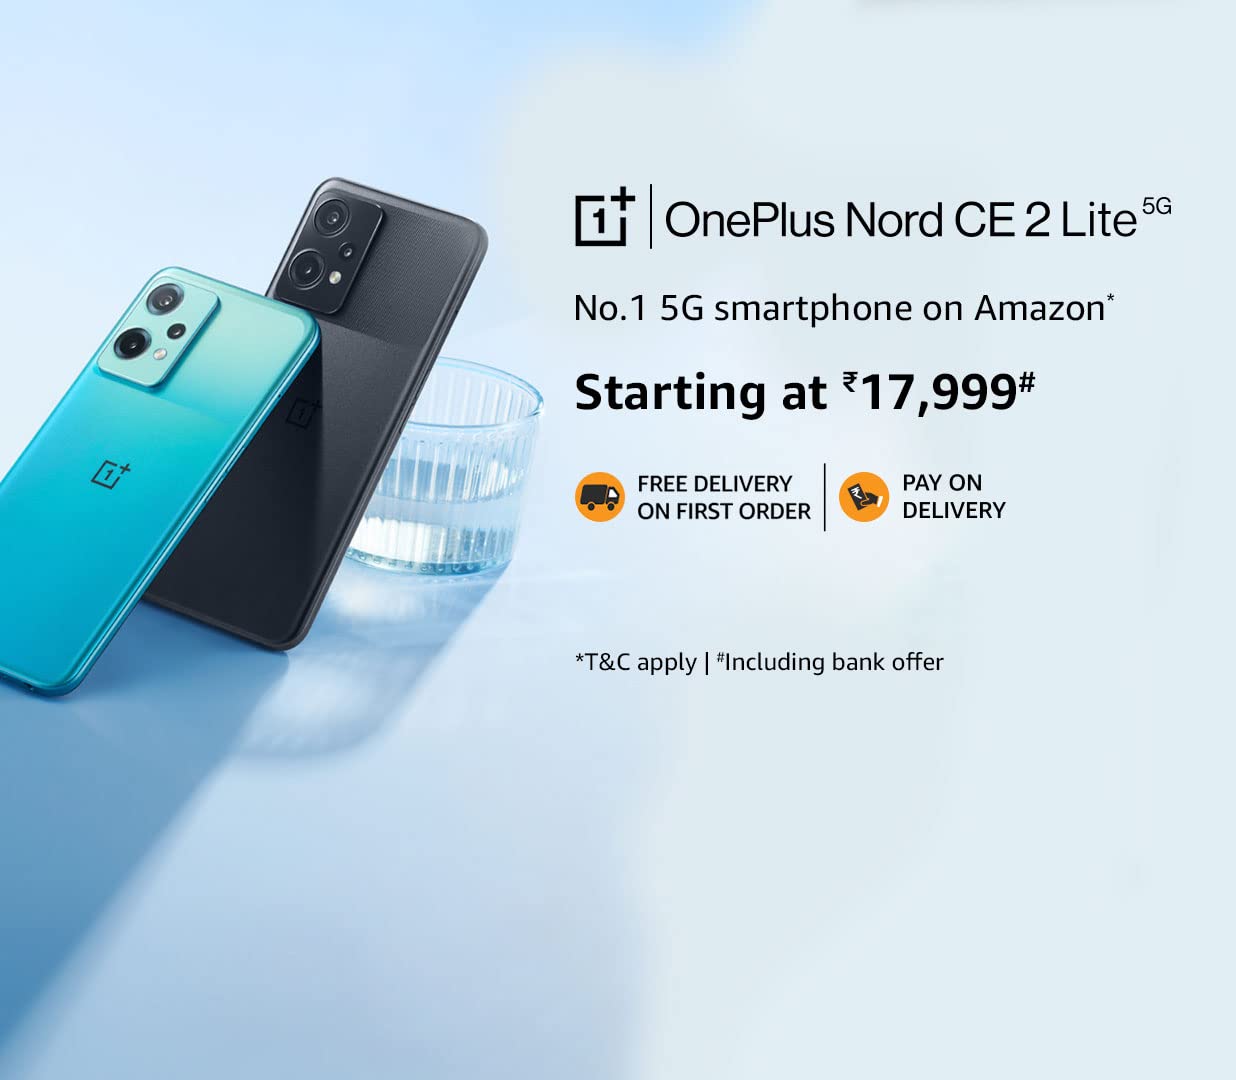 1+ | OnePlus Nord CE 2 Lite 5G
No.1 5G smartphone on Amazon*
Starting at ₹17,999#
FREE DELIVERY
ON FIRST ORDER
PAY ON
DELIVERY
*T&C apply | #Including bank offer